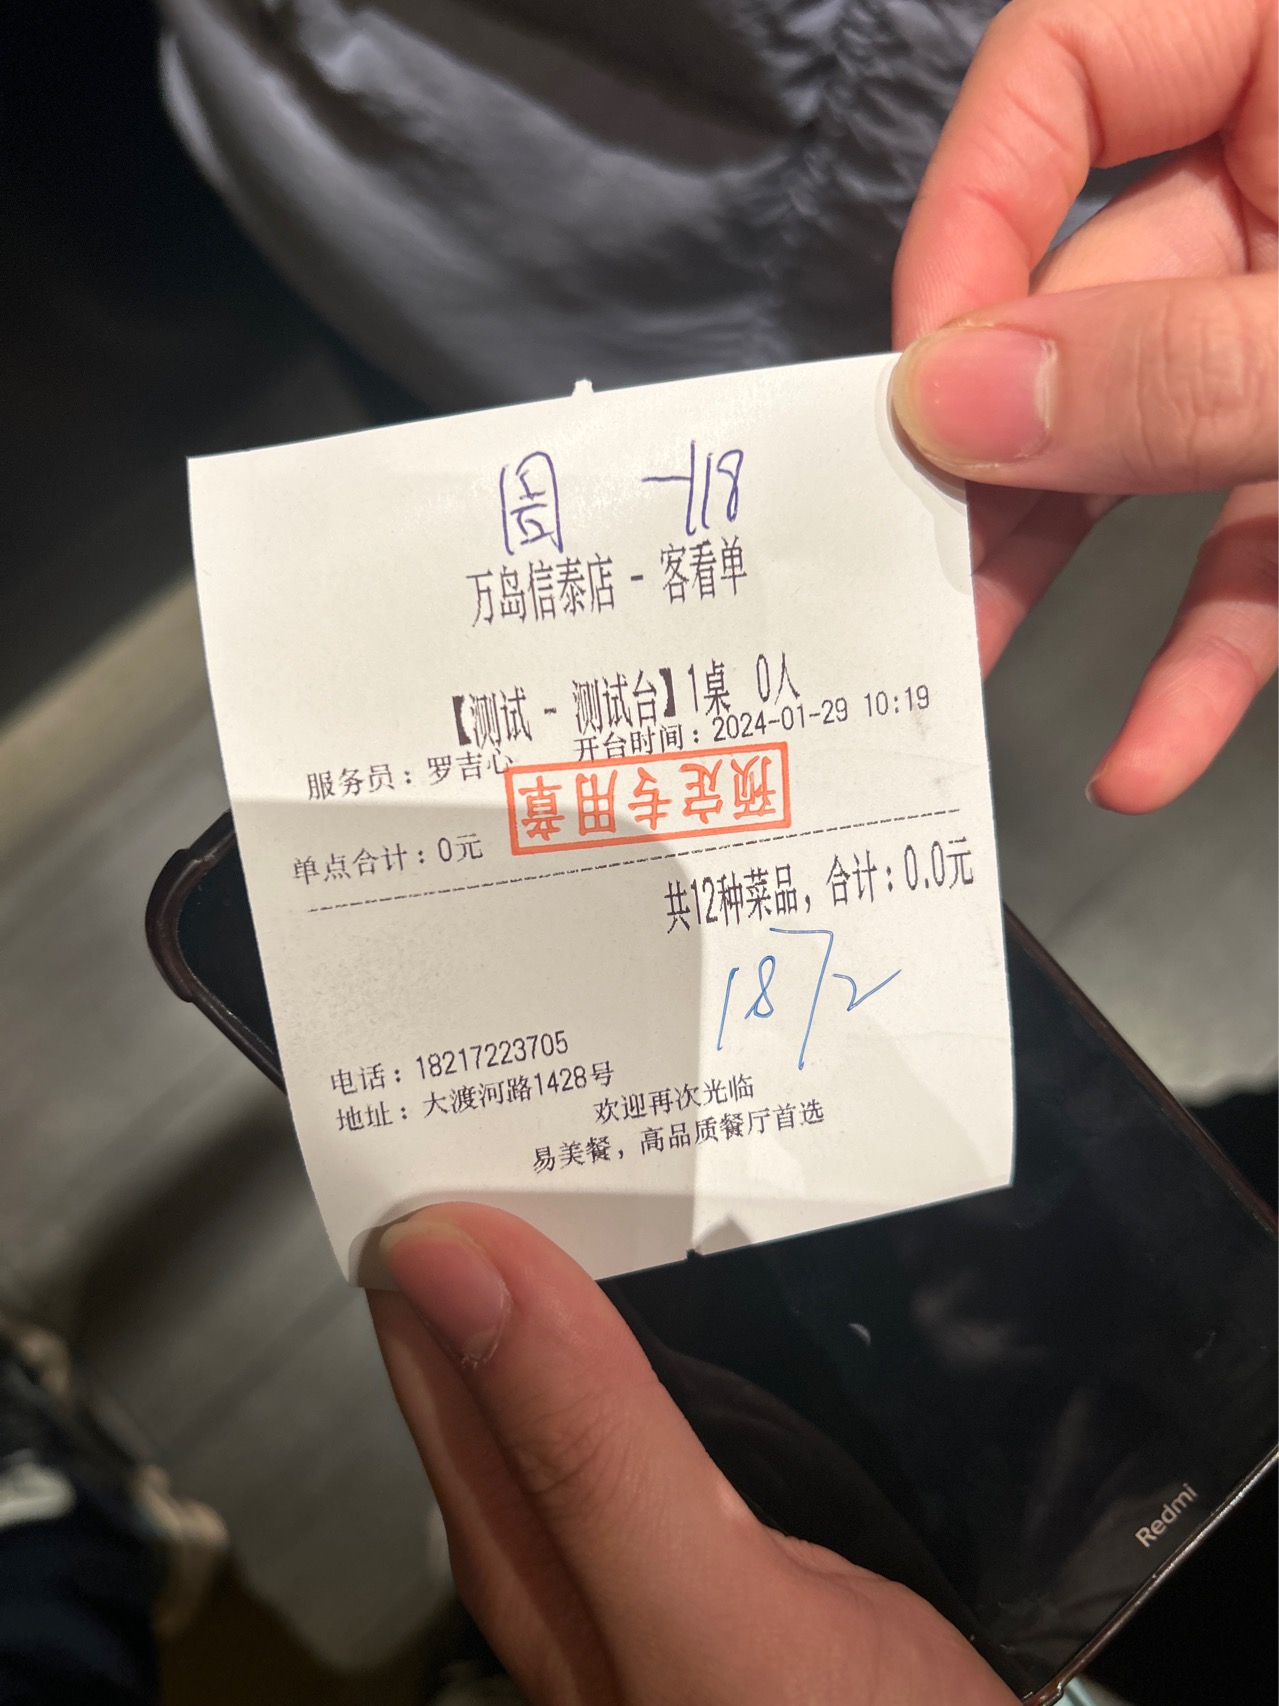 周 一118
万岛信泰店 - 客看单
【测试 - 测试台】1桌 0人
服务员：罗吉心 开台时间：2024-01-29 10:19
预定专用章
单点合计：0元
共12种菜品，合计：0.0元
1872
电话：18217223705
地址：大渡河路1428号
欢迎再次光临
易美餐，高品质餐厅首选
Redmi